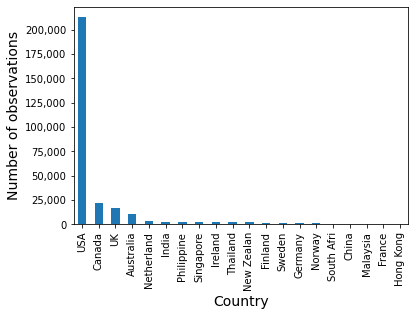 Number of observations
200,000
175,000
150,000
125,000
100,000
75,000
50,000
25,000
0
USA
Canada
UK
Australia
Netherland
India
Philippine
Singapore
Ireland
Thailand
New Zealan
Finland
Sweden
Germany
Norway
South Afri
China
Malaysia
France
Hong Kong
Country